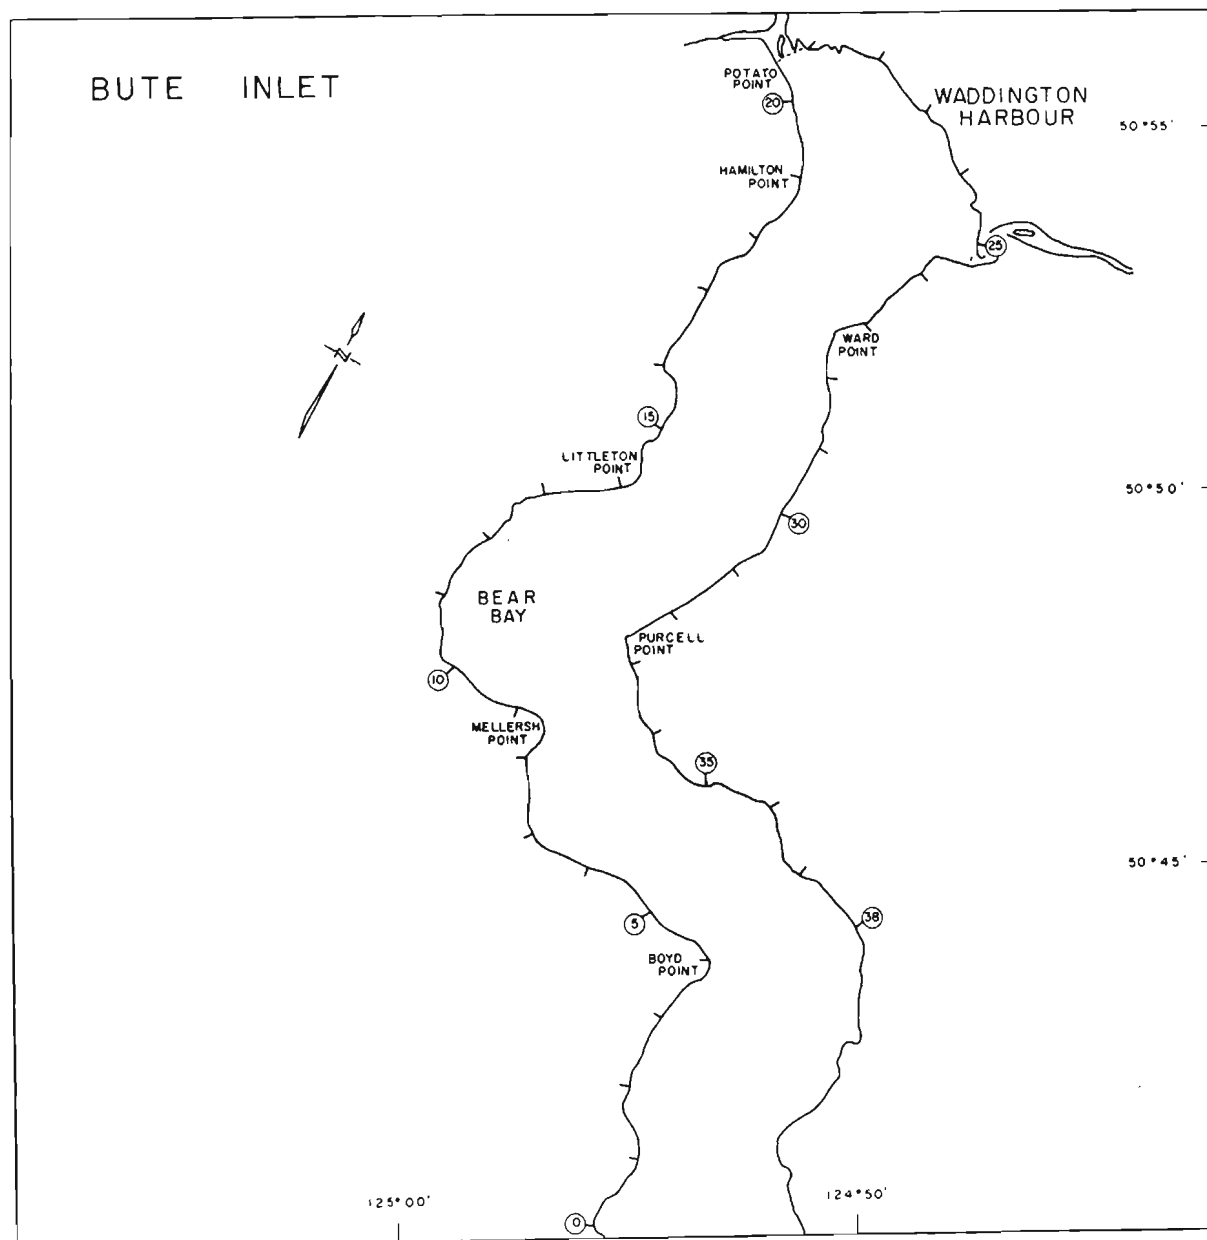 BUTE INLET
POTATO
POINT
20
WADDINGTON
HARBOUR
50°55'
HAMILTON
POINT
25
WARD
POINT
N
15
LITTLETON
POINT
50°50'
30
BEAR
BAY
PURCELL
POINT
10
MELLERSH
POINT
35
50°45'
5
38
BOYD
POINT
125°00'
124°50'
0